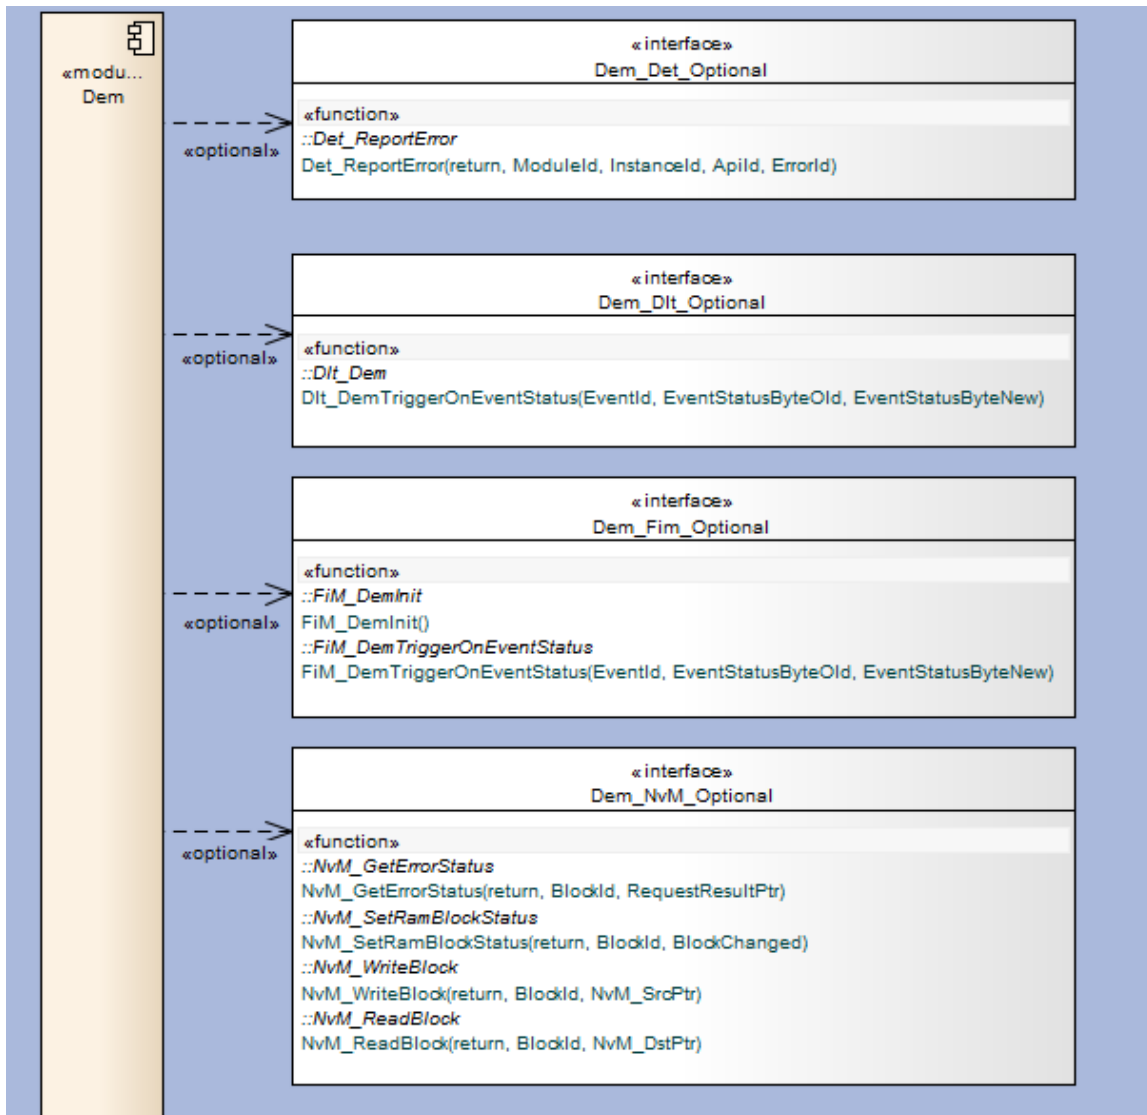 «modu...
Dem
«optional»
«interface»
Dem_Det_Optional
«function»
::Det_ReportError
Det_ReportError(return, ModuleId, InstanceId, ApiId, ErrorId)
«optional»
«interface»
Dem_Dlt_Optional
«function»
::Dlt_Dem
Dlt_DemTriggerOnEventStatus(EventId, EventStatusByteOld, EventStatusByteNew)
«optional»
«interface»
Dem_Fim_Optional
«function»
::FiM_DemInit
FiM_DemInit()
::FiM_DemTriggerOnEventStatus
FiM_DemTriggerOnEventStatus(EventId, EventStatusByteOld, EventStatusByteNew)
«optional»
«interface»
Dem_NvM_Optional
«function»
::NvM_GetErrorStatus
NvM_GetErrorStatus(return, BlockId, RequestResultPtr)
::NvM_SetRamBlockStatus
NvM_SetRamBlockStatus(return, BlockId, BlockChanged)
::NvM_WriteBlock
NvM_WriteBlock(return, BlockId, NvM_SrcPtr)
::NvM_ReadBlock
NvM_ReadBlock(return, BlockId, NvM_DstPtr)